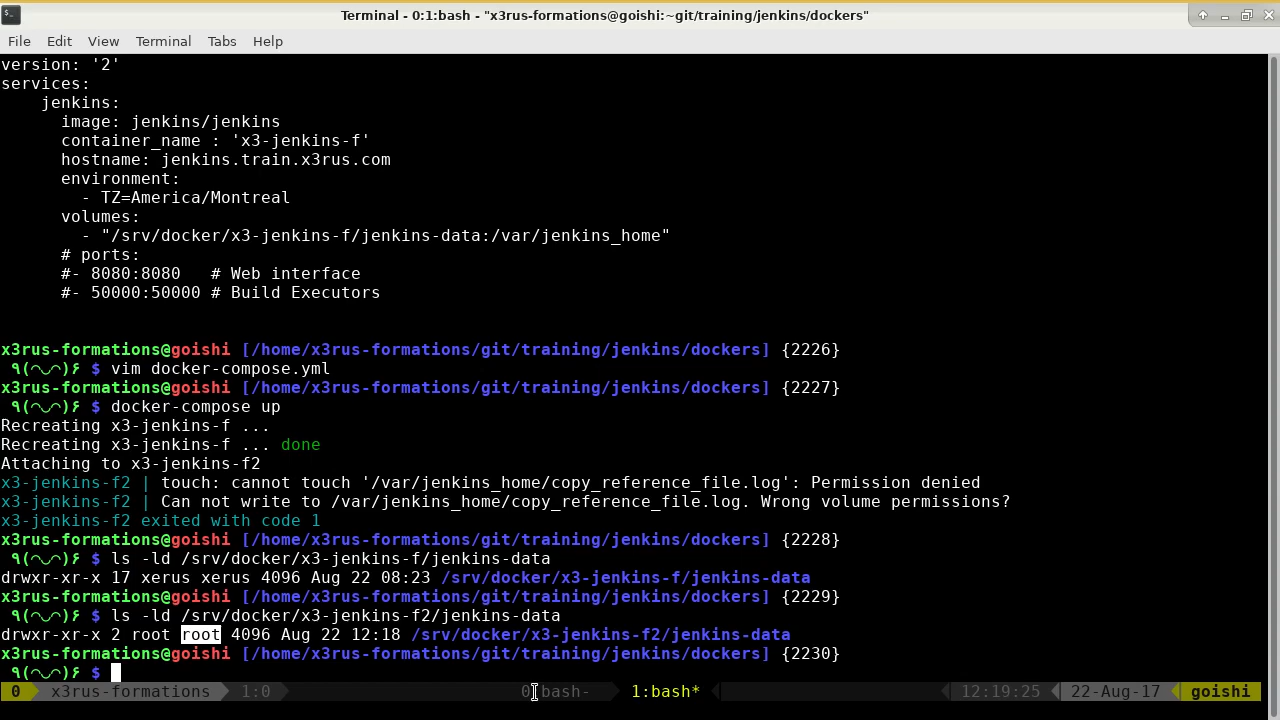 Terminal - 0:1:bash - "x3rus-formations@goishi:~git/training/jenkins/dockers"
File Edit View Terminal Tabs Help
version: '2'
services:
    jenkins:
      image: jenkins/jenkins
      container_name : 'x3-jenkins-f'
      hostname: jenkins.train.x3rus.com
      environment:
        - TZ=America/Montreal
      volumes:
        - "/srv/docker/x3-jenkins-f/jenkins-data:/var/jenkins_home"
      # ports:
      #- 8080:8080   # Web interface
      #- 50000:50000 # Build Executors
x3rus-formations@goishi [/home/x3rus-formations/git/training/jenkins/dockers] {2226}
 ٩(◠◡◠)۶ $ vim docker-compose.yml
x3rus-formations@goishi [/home/x3rus-formations/git/training/jenkins/dockers] {2227}
 ٩(◠◡◠)۶ $ docker-compose up
Recreating x3-jenkins-f ...
Recreating x3-jenkins-f ... done
Attaching to x3-jenkins-f2
x3-jenkins-f2 | touch: cannot touch '/var/jenkins_home/copy_reference_file.log': Permission denied
x3-jenkins-f2 | Can not write to /var/jenkins_home/copy_reference_file.log. Wrong volume permissions?
x3-jenkins-f2 exited with code 1
x3rus-formations@goishi [/home/x3rus-formations/git/training/jenkins/dockers] {2228}
 ٩(◠◡◠)۶ $ ls -ld /srv/docker/x3-jenkins-f/jenkins-data
drwxr-xr-x 17 xerus xerus 4096 Aug 22 08:23 /srv/docker/x3-jenkins-f/jenkins-data
x3rus-formations@goishi [/home/x3rus-formations/git/training/jenkins/dockers] {2229}
 ٩(◠◡◠)۶ $ ls -ld /srv/docker/x3-jenkins-f2/jenkins-data
drwxr-xr-x 2 root root 4096 Aug 22 12:18 /srv/docker/x3-jenkins-f2/jenkins-data
x3rus-formations@goishi [/home/x3rus-formations/git/training/jenkins/dockers] {2230}
 ٩(◠◡◠)۶ $
0 x3rus-formations 1:0 0:bash- 1:bash* 12:19:25 22-Aug-17 goishi